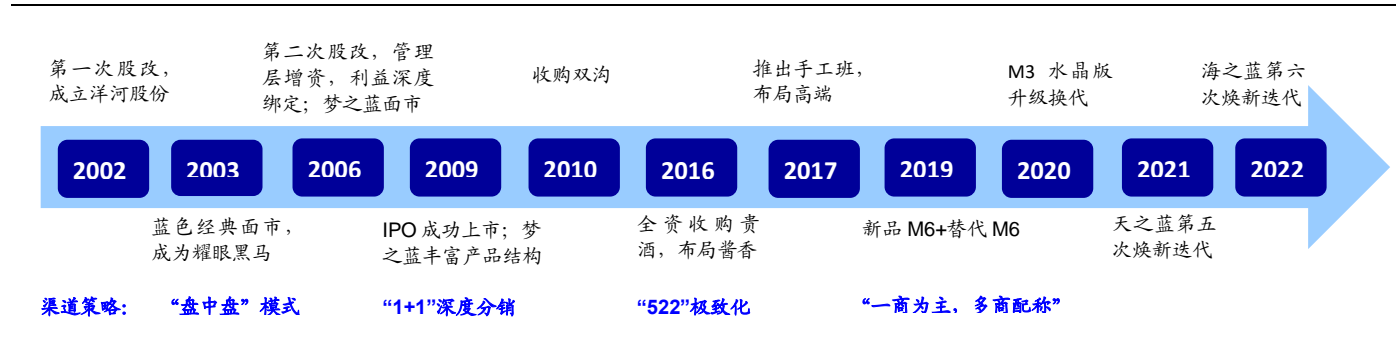 第一次股改，
成立洋河股份
第二次股改，管理
层增资，利益深度
绑定；梦之蓝面市
收购双沟
推出手工班，
布局高端
M3 水晶版
升级换代
海之蓝第六
次焕新迭代
2002
2003
2006
2009
2010
2016
2017
2019
2020
2021
2022
蓝色经典面市，
成为耀眼黑马
IPO 成功上市；梦
之蓝丰富产品结构
全资收购贵
酒，布局酱香
新品 M6+替代 M6
天之蓝第五
次焕新迭代
渠道策略：
“盘中盘”模式
“1+1”深度分销
“522”极致化
“一商为主，多商配称”